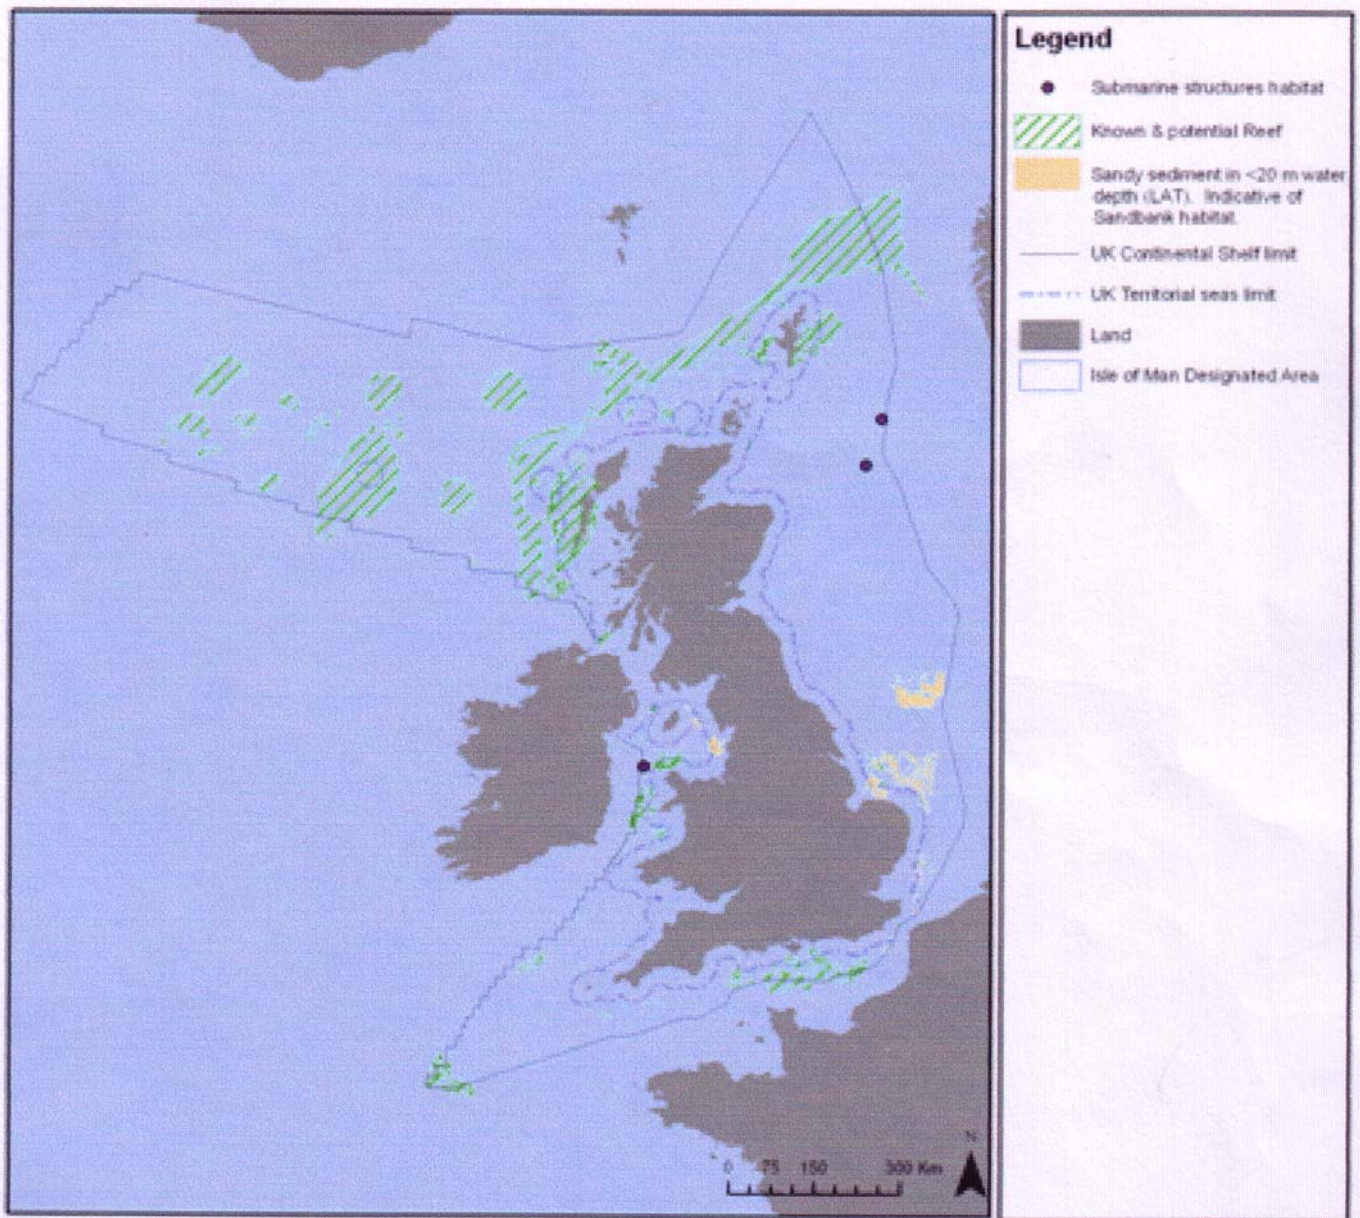 Legend
Submarine structures habitat
Known & potential Reef
Sandy sediment in <20 m water
depth (LAT). Indicative of
Sandbank habitat.
UK Continental Shelf limit
UK Territorial seas limit
Land
Isle of Man Designated Area
N
0 75 150 300 Km